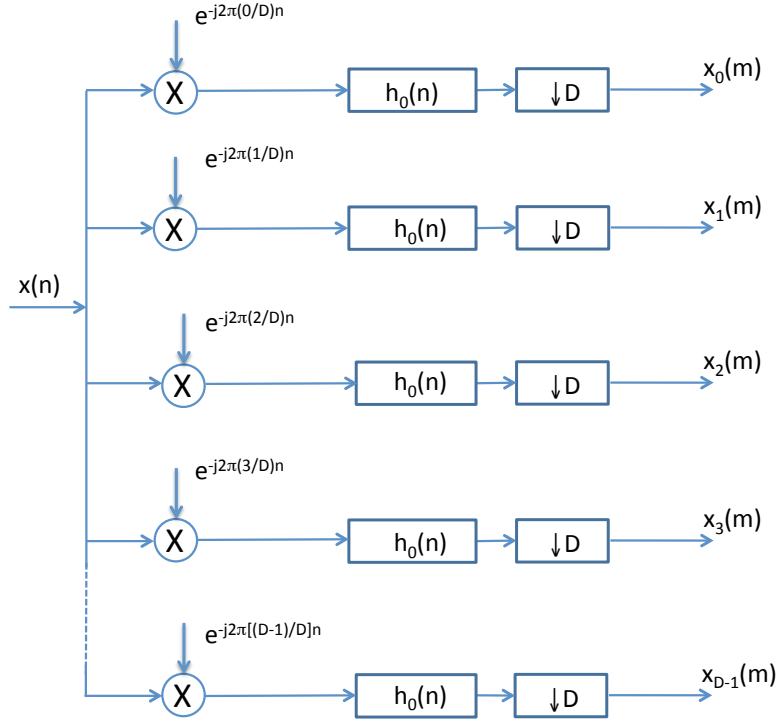 e^-j2π(0/D)n
X
h₀(n)
↓D
x₀(m)
e^-j2π(1/D)n
X
h₀(n)
↓D
x₁(m)
x(n)
e^-j2π(2/D)n
X
h₀(n)
↓D
x₂(m)
e^-j2π(3/D)n
X
h₀(n)
↓D
x₃(m)
e^-j2π[(D-1)/D]n
X
h₀(n)
↓D
x_D-1(m)